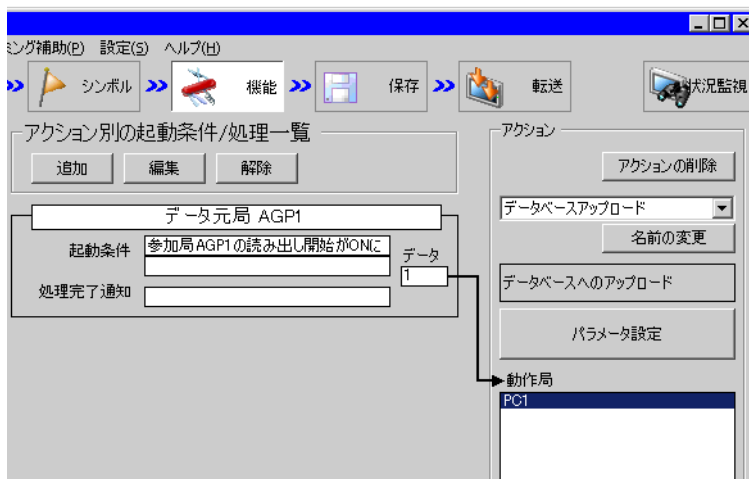 ミング補助(P) 設定(S) ヘルプ(H)
シンボル 機能 保存 転送 状況監視
アクション別の起動条件/処理一覧
追加 編集 解除
データ元局 AGP1
起動条件 参加局AGP1の読み出し開始がONに
データ
1
処理完了通知
アクション
アクションの削除
データベースアップロード
名前の変更
データベースへのアップロード
パラメータ設定
動作局
PC1